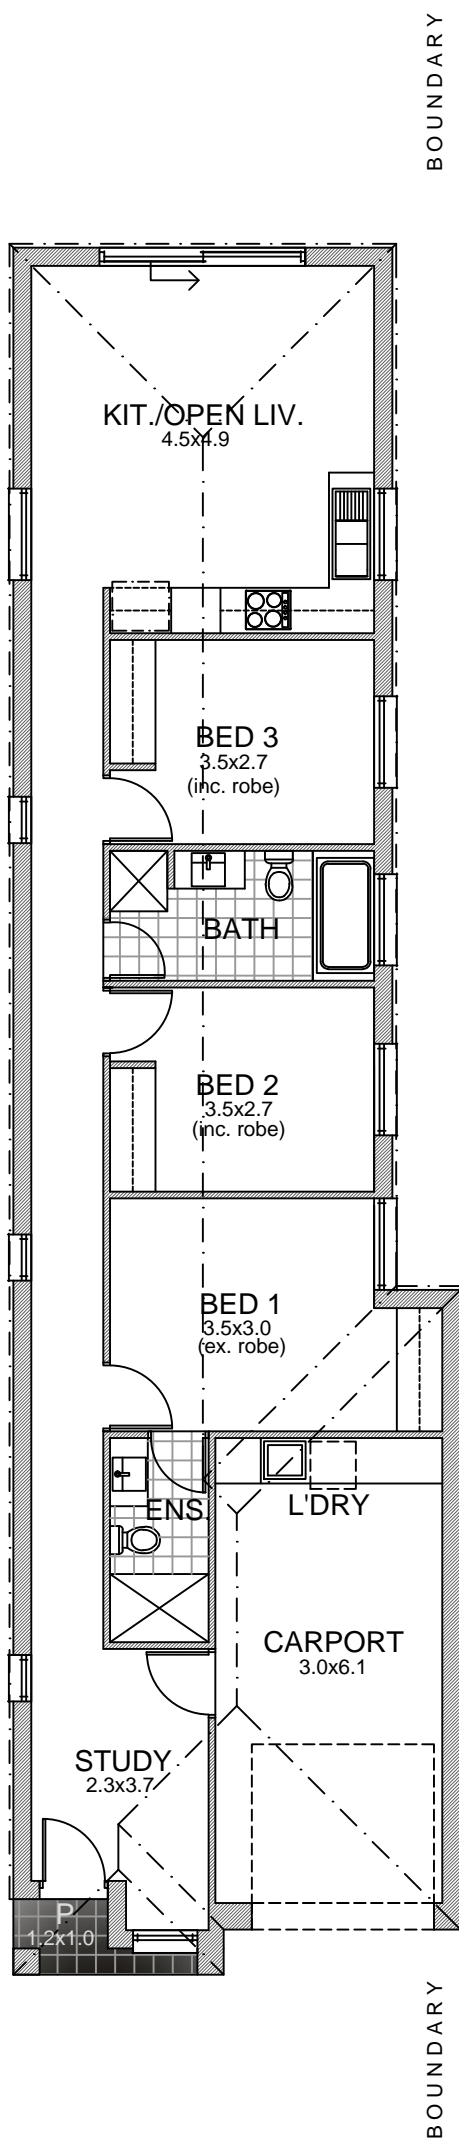 BOUNDARY
KIT./OPEN LIV.
4.5x4.9
BED 3
3.5x2.7
(inc. robe)
BATH
BED 2
3.5x2.7
(inc. robe)
BED 1
3.5x3.0
(ex. robe)
ENS.
L'DRY
CARPORT
3.0x6.1
STUDY
2.3x3.7
P
1.2x1.0
BOUNDARY